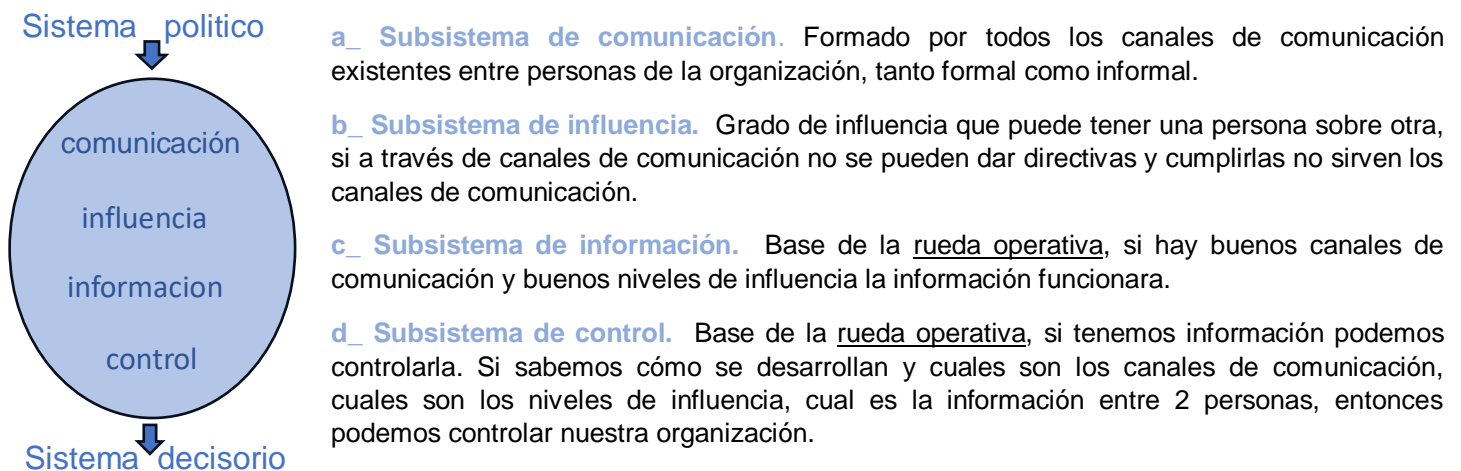 Sistema politico
comunicación
influencia
informacion
control
Sistema decisorio
a_ Subsistema de comunicación. Formado por todos los canales de comunicación
existentes entre personas de la organización, tanto formal como informal.
b_ Subsistema de influencia. Grado de influencia que puede tener una persona sobre otra,
si a través de canales de comunicación no se pueden dar directivas y cumplirlas no sirven los
canales de comunicación.
c_ Subsistema de información. Base de la rueda operativa, si hay buenos canales de
comunicación y buenos niveles de influencia la información funcionara.
d_ Subsistema de control. Base de la rueda operativa, si tenemos información podemos
controlarla. Si sabemos cómo se desarrollan y cuales son los canales de comunicación,
cuales son los niveles de influencia, cual es la información entre 2 personas, entonces
podemos controlar nuestra organización.